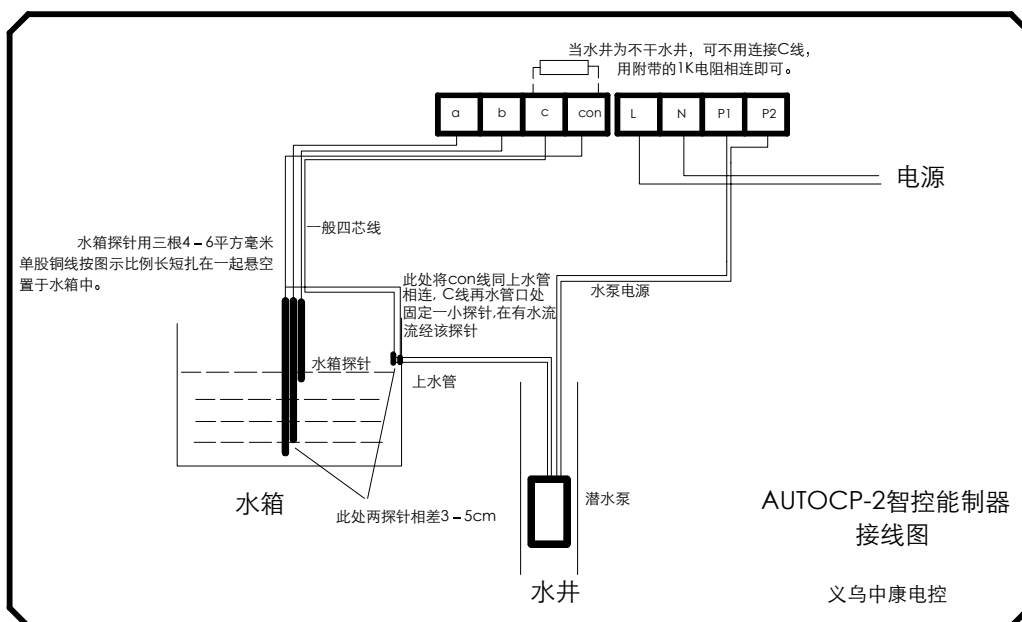 当水井为不干水井，可不用连接C线，
用附带的1K电阻相连即可。
a b c con L N P1 P2
电源
一般四芯线
水箱探针用三根4-6平方毫米
单股铜线按图示比例长短扎在一起悬空
置于水箱中。
此处将con线同上水管
相连, C线再水管口处
固定一小探针,在有水流
流经该探针
水泵电源
水箱探针
上水管
水箱
此处两探针相差3-5cm
潜水泵
水井
AUTOCP-2智控能制器
接线图
义乌中康电控